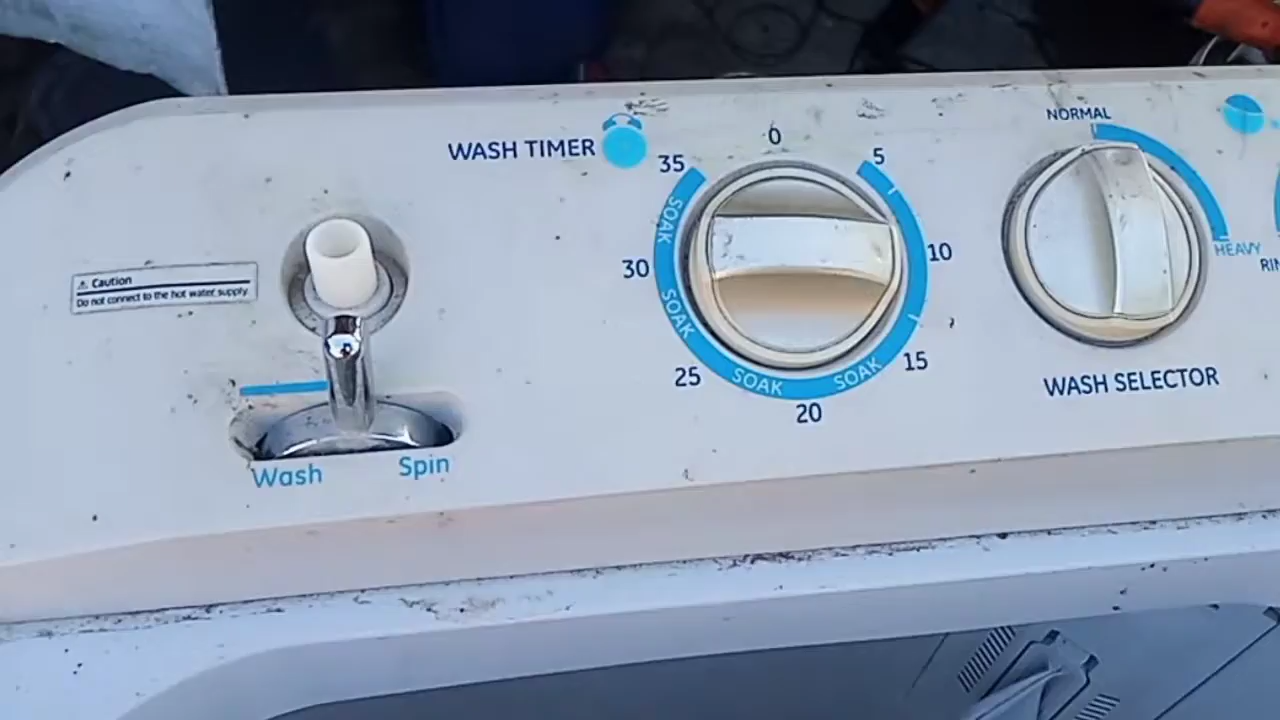 NORMAL
WASH TIMER
0
35
5
SOAK
30
10
HEAVY
Caution
Do not connect to the hot water supply.
SOAK
25
SOAK
SOAK
15
20
WASH SELECTOR
Wash
Spin